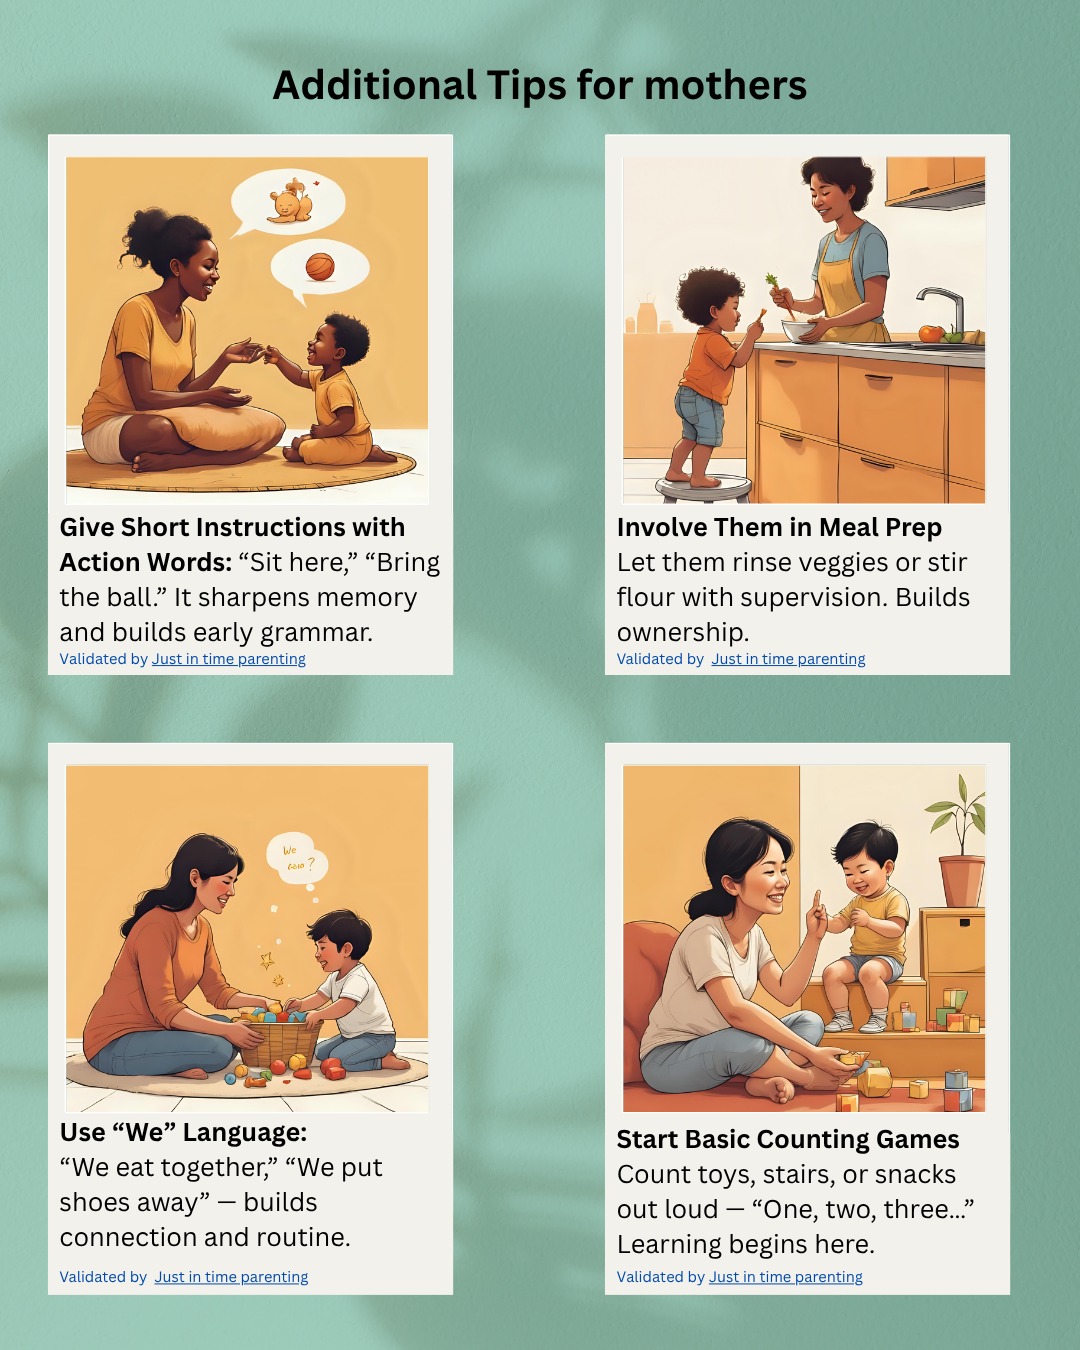 Additional Tips for mothers
Give Short Instructions with
Action Words: “Sit here,” “Bring
the ball.” It sharpens memory
and builds early grammar.
Validated by Just in time parenting
Involve Them in Meal Prep
Let them rinse veggies or stir
flour with supervision. Builds
ownership.
Validated by Just in time parenting
We
?
Use “We” Language:
“We eat together,” “We put
shoes away” — builds
connection and routine.
Validated by Just in time parenting
Start Basic Counting Games
Count toys, stairs, or snacks
out loud — “One, two, three...”
Learning begins here.
Validated by Just in time parenting